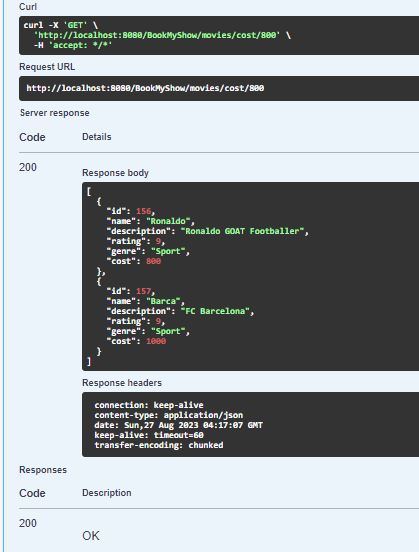 Curl
curl -X 'GET' \
'http://localhost:8080/BookMyShow/movies/cost/800' \
-H 'accept: */*'
Request URL
http://localhost:8080/BookMyShow/movies/cost/800
Server response
Code Details
200
Response body
[
{
"id": 156,
"name": "Ronaldo",
"description": "Ronaldo GOAT Footballer",
"rating": 9,
"genre": "Sport",
"cost": 800
},
{
"id": 157,
"name": "Barca",
"description": "FC Barcelona",
"rating": 9,
"genre": "Sport",
"cost": 1000
}
]
Response headers
connection: keep-alive
content-type: application/json
date: Sun,27 Aug 2023 04:17:07 GMT
keep-alive: timeout=60
transfer-encoding: chunked
Responses
Code Description
200
OK